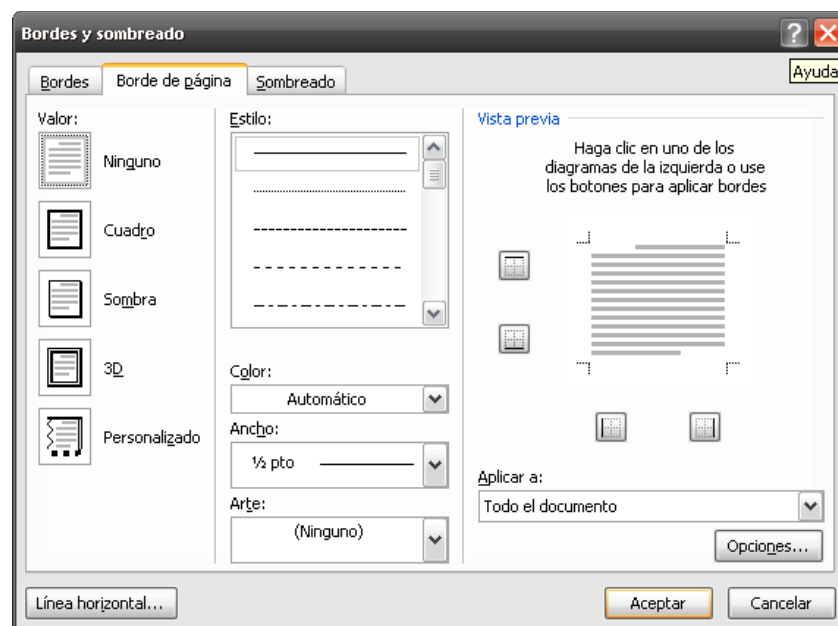 Bordes y sombreado
?
Ayuda
Bordes
Borde de página
Sombreado
Valor:
Ninguno
Cuadro
Sombra
3D
Personalizado
Estilo:
Color:
Automático
Ancho:
½ pto
Arte:
(Ninguno)
Vista previa
Haga clic en uno de los
diagramas de la izquierda o use
los botones para aplicar bordes
Aplicar a:
Todo el documento
Opciones...
Línea horizontal...
Aceptar
Cancelar